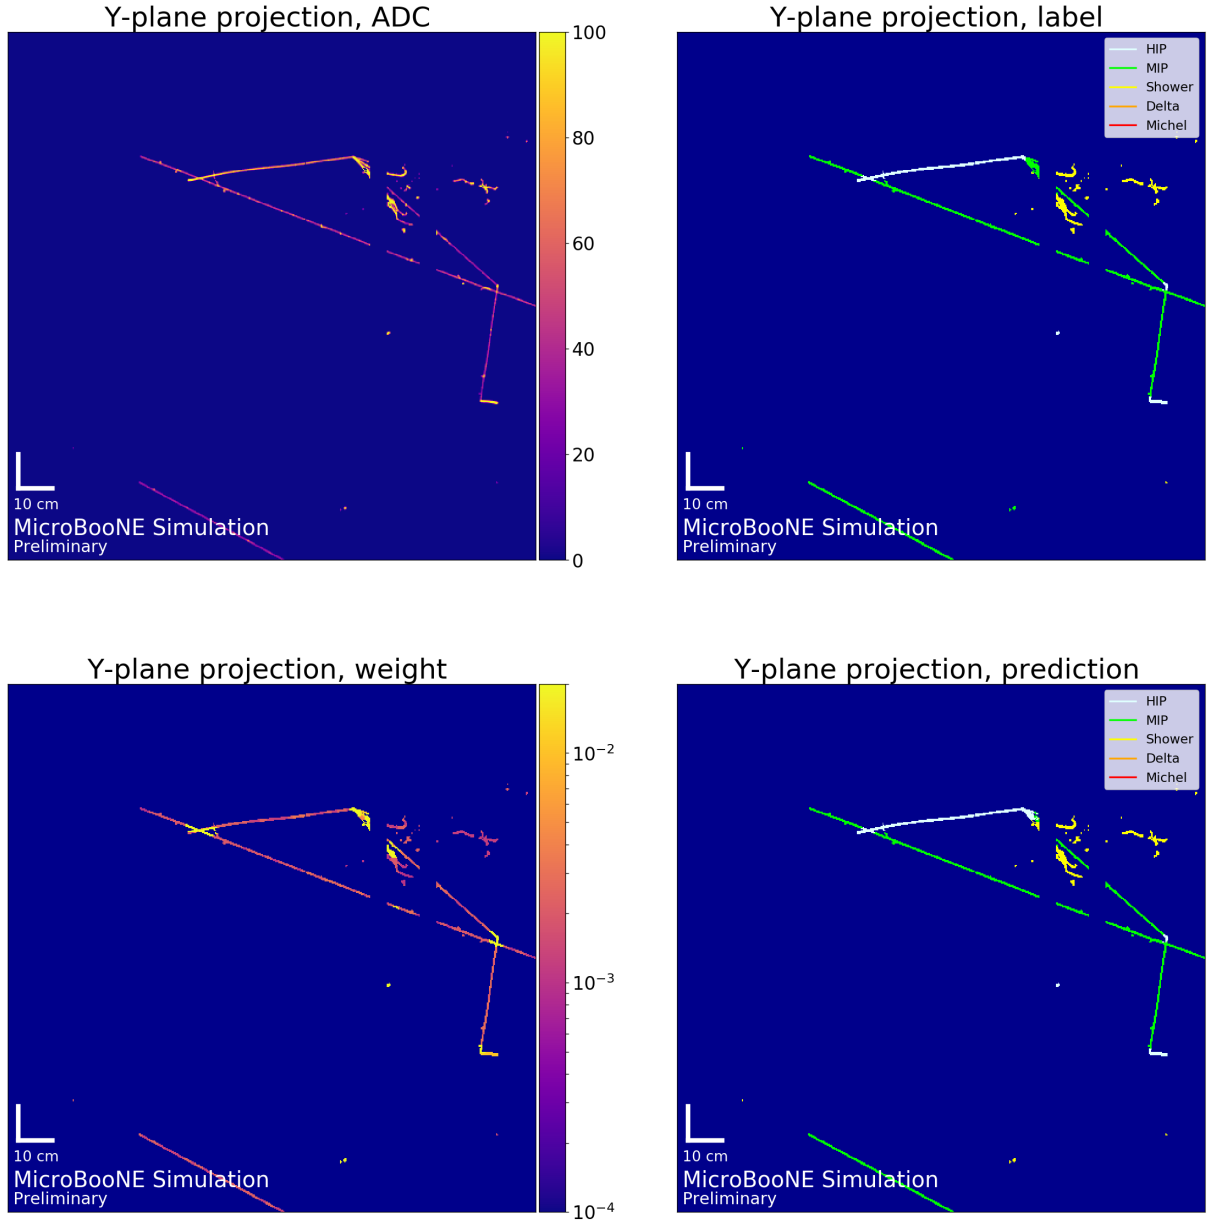 Y-plane projection, ADC
100
80
60
40
20
0
10 cm
MicroBooNE Simulation
Preliminary
Y-plane projection, label
HIP
MIP
Shower
Delta
Michel
10 cm
MicroBooNE Simulation
Preliminary
Y-plane projection, weight
10⁻²
10⁻³
10⁻⁴
10 cm
MicroBooNE Simulation
Preliminary
Y-plane projection, prediction
HIP
MIP
Shower
Delta
Michel
10 cm
MicroBooNE Simulation
Preliminary